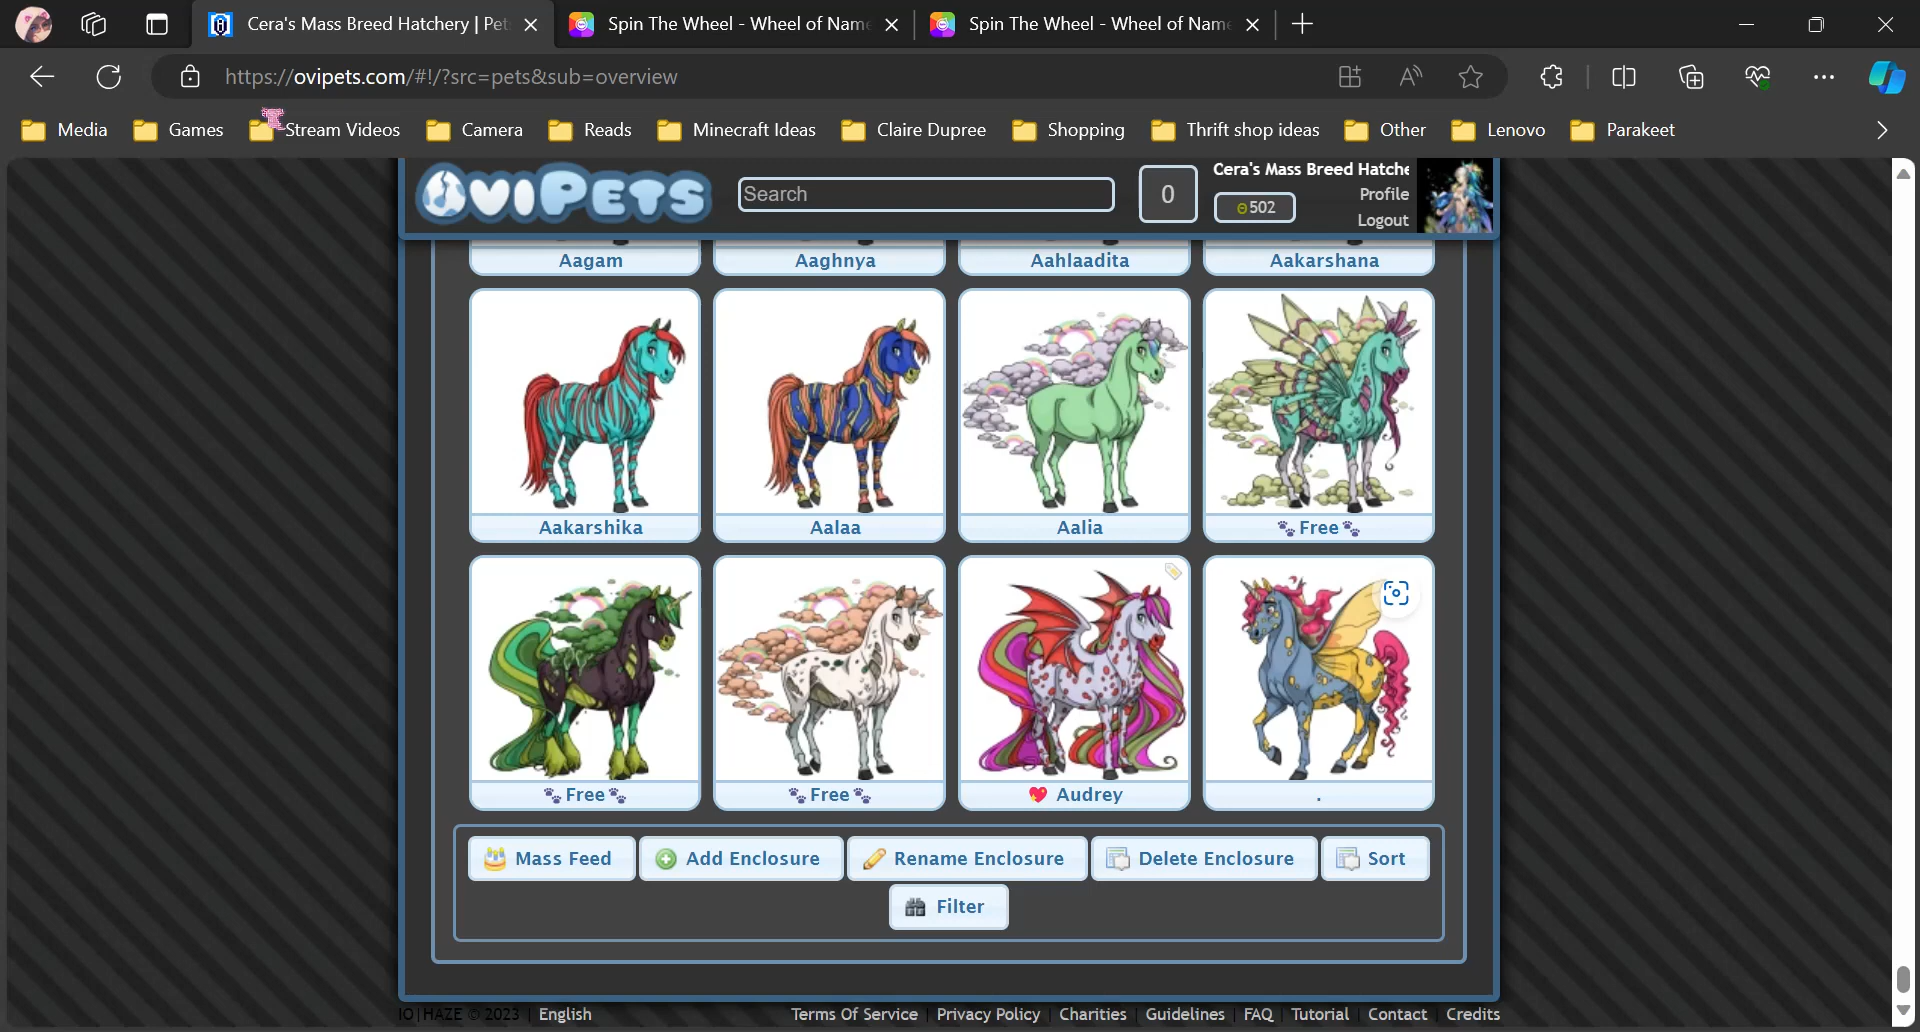 Cera's Mass Breed Hatchery | Pet
Spin The Wheel - Wheel of Name
Spin The Wheel - Wheel of Name
https://ovipets.com/#!/?src=pets&sub=overview
Media
Games
Stream Videos
Camera
Reads
Minecraft Ideas
Claire Dupree
Shopping
Thrift shop ideas
Other
Lenovo
Parakeet
OviPets
Search
0
Cera's Mass Breed Hatche
502
Profile
Logout
Aagam
Aaghnya
Aahlaadita
Aakarshana
Aakarshika
Aalaa
Aalia
🐾Free🐾
🐾Free🐾
🐾Free🐾
💖 Audrey
.
Mass Feed
Add Enclosure
Rename Enclosure
Delete Enclosure
Sort
Filter
IO|HAZE © 2023
English
Terms Of Service
Privacy Policy
Charities
Guidelines
FAQ
Tutorial
Contact
Credits